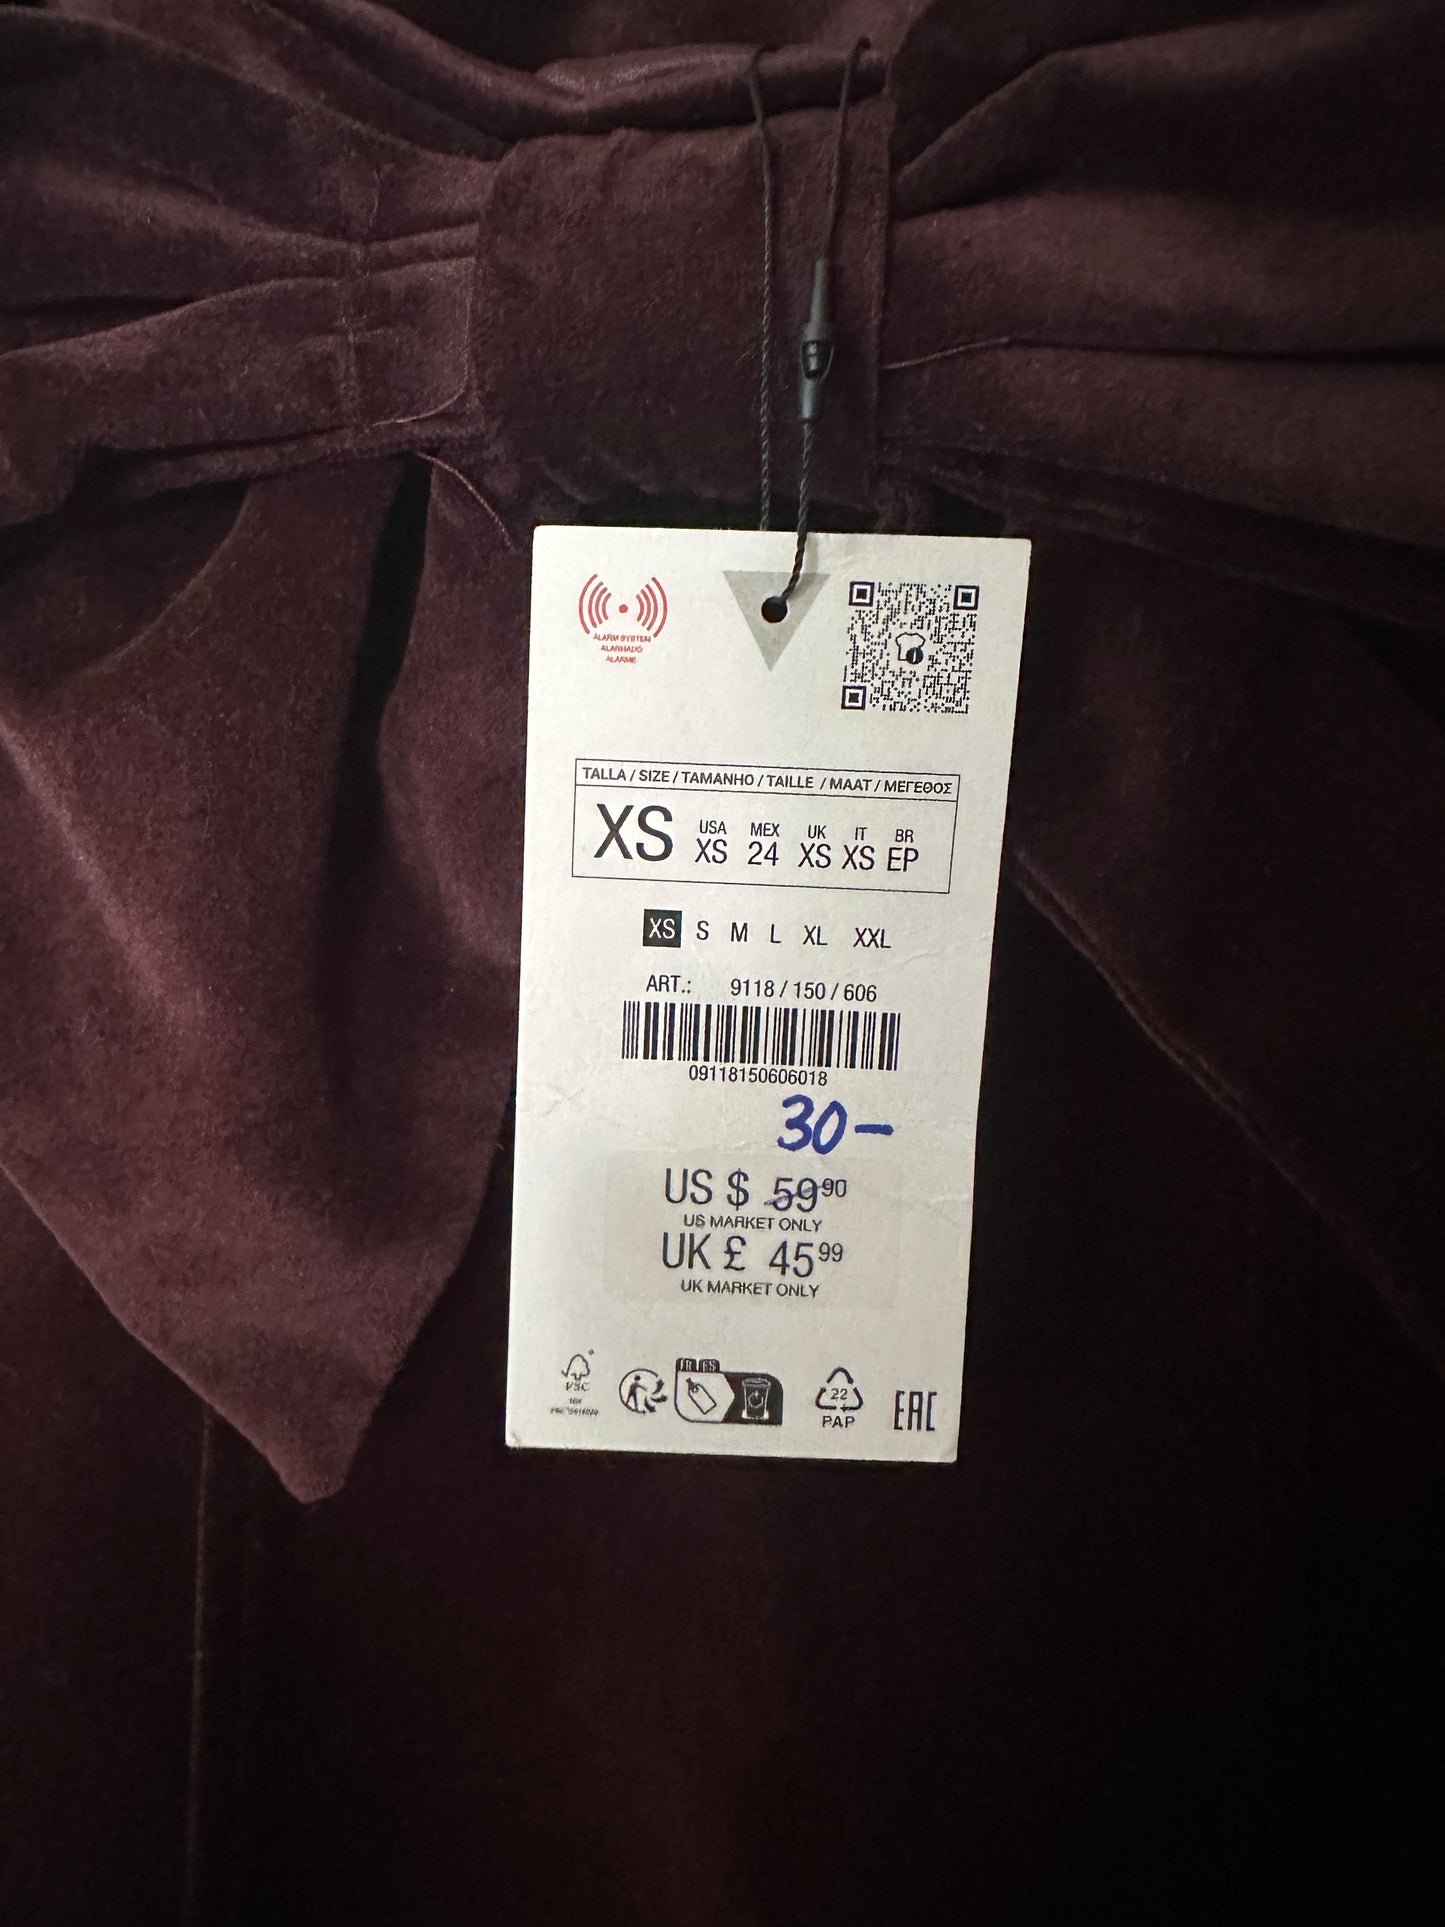 ALARM SYSTEM
ALARMADO
ALARME
TALLA / SIZE / TAMANHO / TAILLE / MAAT / ΜΕΓΕΘΟΣ
XS USA XS MEX 24 UK XS IT XS BR EP
XS S M L XL XXL
ART.: 9118 / 150 / 606
09118150606018
30-
US $ 59 90
US MARKET ONLY
UK £ 45 99
UK MARKET ONLY
FR ES
22
PAP
EAC